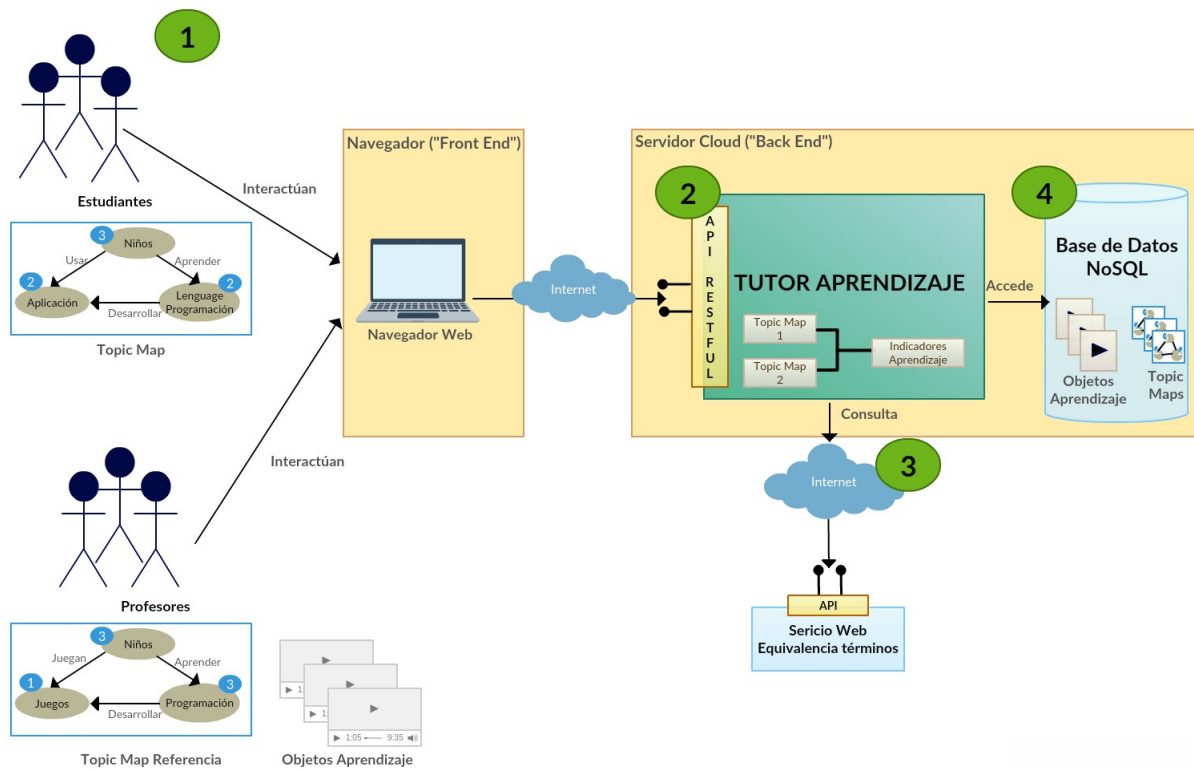 1
Estudiantes
Interactúan
3
Niños
Usar
Aprender
2
Aplicación
2
Lenguage
Programación
Desarrollar
Topic Map
Interactúan
Profesores
3
Niños
Juegan
Aprender
1
Juegos
3
Programación
Desarrollar
Topic Map Referencia
1:
1:
1:05
9:35
Objetos Aprendizaje
Navegador ("Front End")
Navegador Web
Internet
Servidor Cloud ("Back End")
2
API RESTFUL
TUTOR APRENDIZAJE
Topic Map
1
Topic Map
2
Indicadores
Aprendizaje
Accede
4
Base de Datos
NoSQL
Objetos
Aprendizaje
Topic
Maps
Consulta
Internet
3
API
Sericio Web
Equivalencia términos